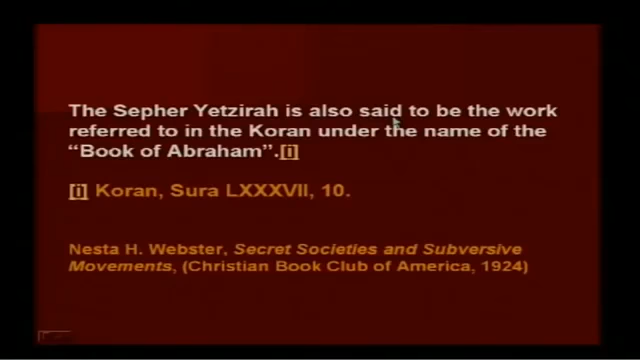 The Sepher Yetzirah is also said to be the work
referred to in the Koran under the name of the
“Book of Abraham”.[i]
[i] Koran, Sura LXXXVII, 10.
Nesta H. Webster, Secret Societies and Subversive
Movements, (Christian Book Club of America, 1924)